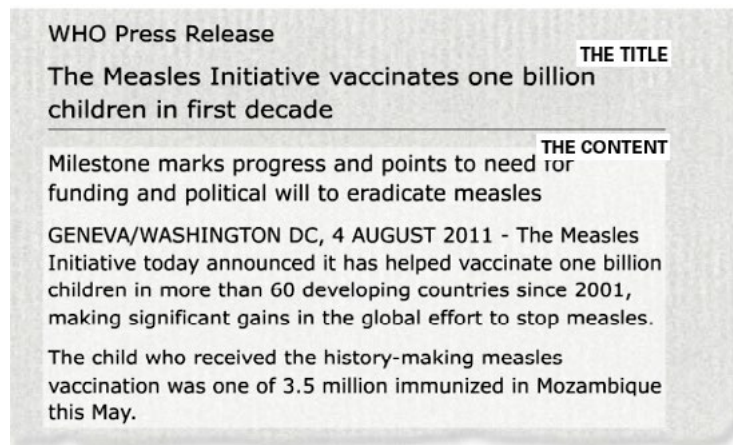 WHO Press Release
THE TITLE
The Measles Initiative vaccinates one billion
children in first decade
THE CONTENT
Milestone marks progress and points to need for
funding and political will to eradicate measles
GENEVA/WASHINGTON DC, 4 AUGUST 2011 - The Measles
Initiative today announced it has helped vaccinate one billion
children in more than 60 developing countries since 2001,
making significant gains in the global effort to stop measles.
The child who received the history-making measles
vaccination was one of 3.5 million immunized in Mozambique
this May.